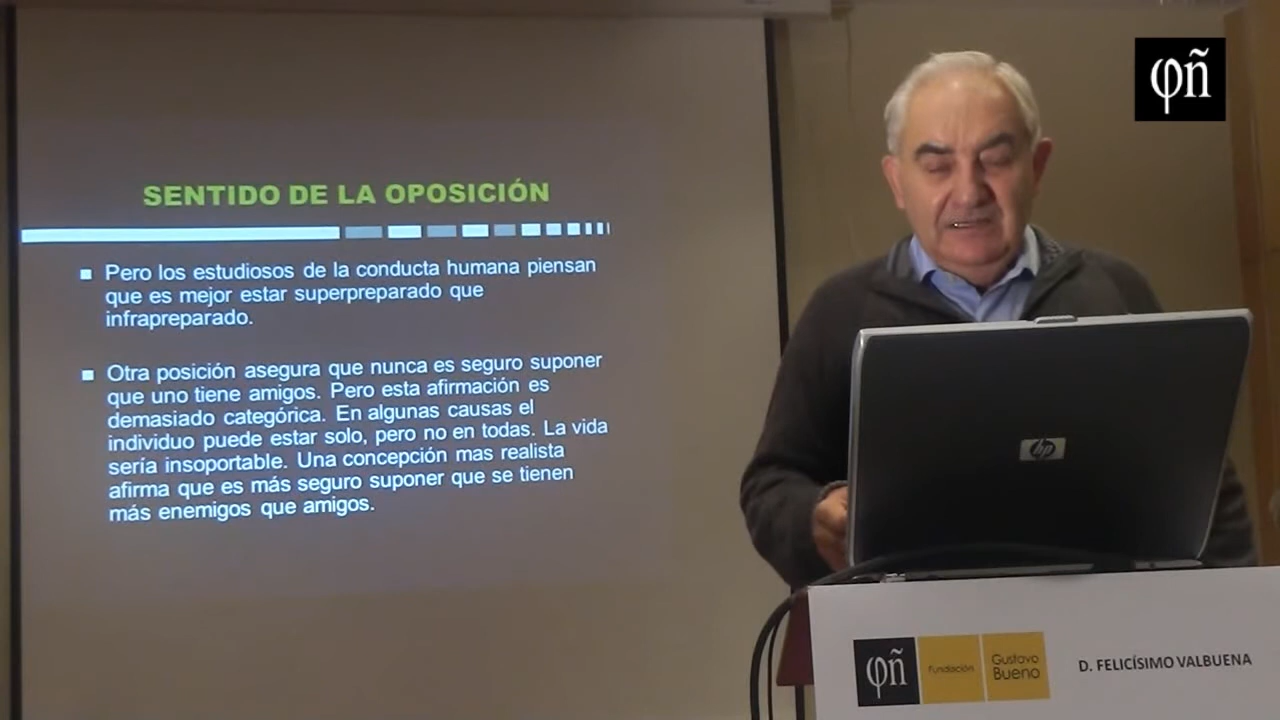 φñ
SENTIDO DE LA OPOSICIÓN
Pero los estudiosos de la conducta humana piensan
que es mejor estar superpreparado que
infrapreparado.
Otra posición asegura que nunca es seguro suponer
que uno tiene amigos. Pero esta afirmación es
demasiado categórica. En algunas causas el
individuo puede estar solo, pero no en todas. La vida
sería insoportable. Una concepción mas realista
afirma que es más seguro suponer que se tienen
más enemigos que amigos.
hp
φñ
Fundación
Gustavo
Bueno
D. FELICÍSIMO VALBUENA